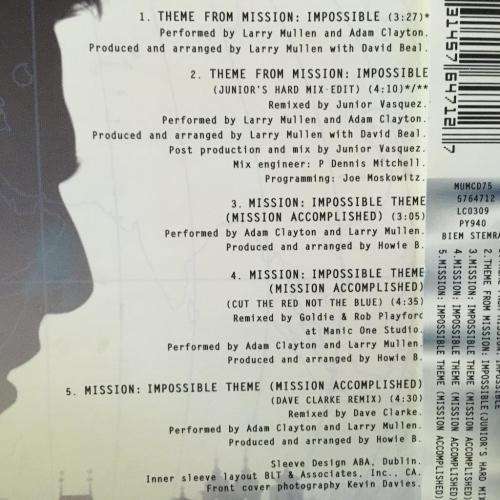 1. THEME FROM MISSION: IMPOSSIBLE (3:27)*
Performed by Larry Mullen and Adam Clayton.
Produced and arranged by Larry Mullen with David Beal.
2. THEME FROM MISSION: IMPOSSIBLE
(JUNIOR'S HARD MIX EDIT) (4:10)*/**
Remixed by Junior Vasquez.
Performed by Larry Mullen and Adam Clayton.
Produced and arranged by Larry Mullen with David Beal.
Post production and mix by Junior Vasquez.
Mix engineer: P Dennis Mitchell.
Programming: Joe Moskowitz.
3. MISSION: IMPOSSIBLE THEME
(MISSION ACCOMPLISHED) (3:05)
Performed by Adam Clayton and Larry Mullen.
Produced and arranged by Howie B.
4. MISSION: IMPOSSIBLE THEME
(MISSION ACCOMPLISHED)
(CUT THE RED NOT THE BLUE) (4:35)
Remixed by Goldie & Rob Playford
at Manic One Studio.
Performed by Adam Clayton and Larry Mullen.
Produced and arranged by Howie B.
5. MISSION: IMPOSSIBLE THEME (MISSION ACCOMPLISHED)
(DAVE CLARKE REMIX) (4:30)
Remixed by Dave Clarke.
Performed by Adam Clayton and Larry Mullen.
Produced and arranged by Howie B.
Sleeve Design ABA, Dublin.
Inner sleeve layout BLT & Associates, Inc., CA.
Front cover photography Kevin Davies.
31457 64712 7
MUMCD75
5764712
LC0309
PY940
BIEM STEMRA
IMPOSSIBLE
2.THEME FROM MISSION: IMPOSSIBLE(JUNIOR'S HARD MIX
3.MISSION: IMPOSSIBLE THEME (MISSION ACCOMPLISHED)
4.MISSION: IMPOSSIBLE THEME (MISSION ACCOMPLISHED)
5.MISSION: IMPOSSIBLE THEME (MISSION ACCOMPLISHED)